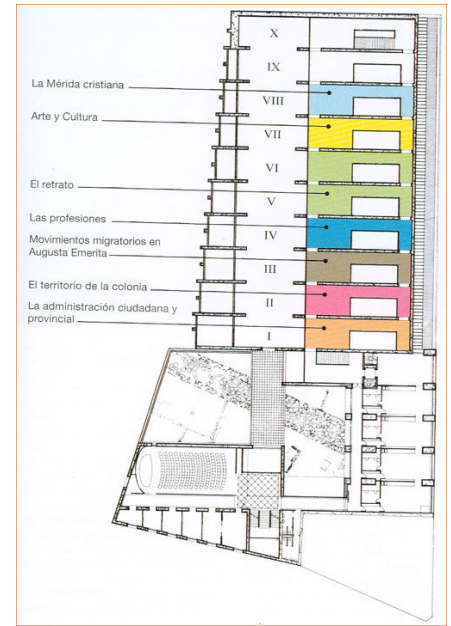 X
IX
La Mérida cristiana
VIII
Arte y Cultura
VII
VI
El retrato
V
Las profesiones
IV
Movimientos migratorios en
Augusta Emerita
III
El territorio de la colonia
II
La administración ciudadana y
provincial
I